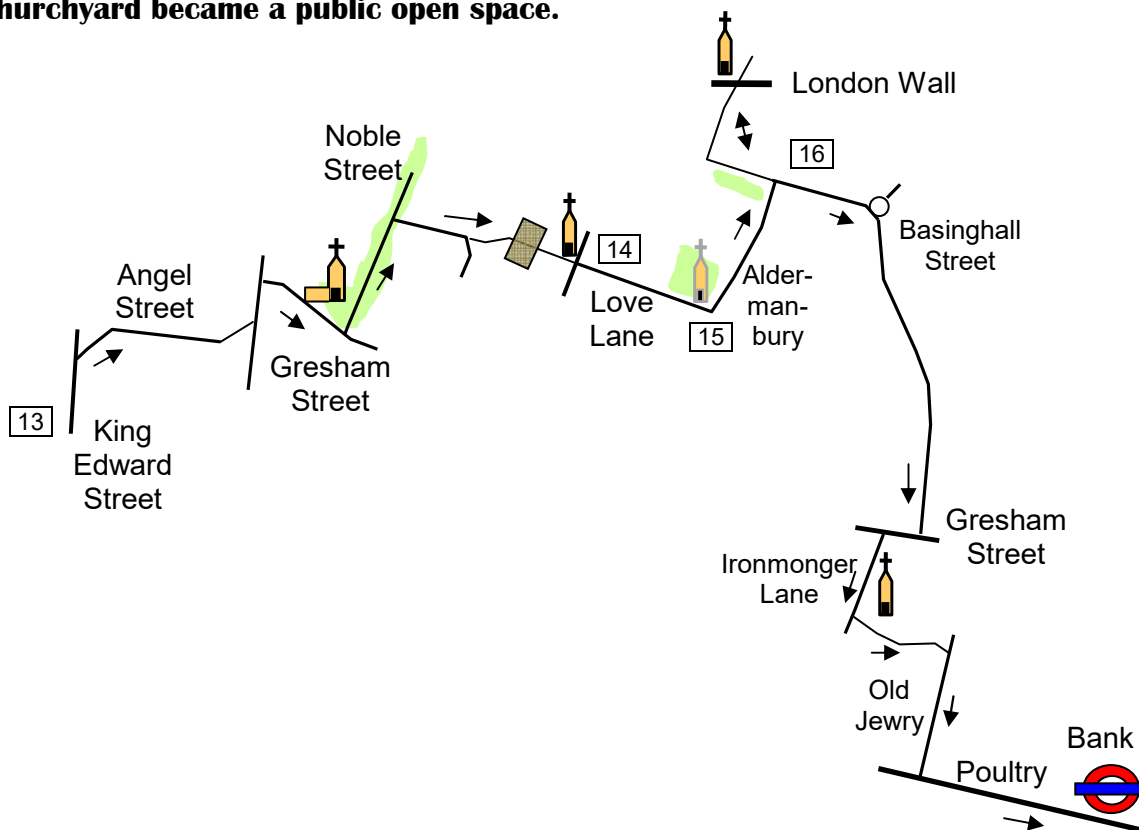 hurchyard became a public open space.
London Wall
Noble
Street
16
14
Basinghall
Street
Angel
Street
Love
Lane
Alder-
man-
bury
15
Gresham
Street
13
King
Edward
Street
Gresham
Street
Ironmonger
Lane
Old
Jewry
Bank
Poultry